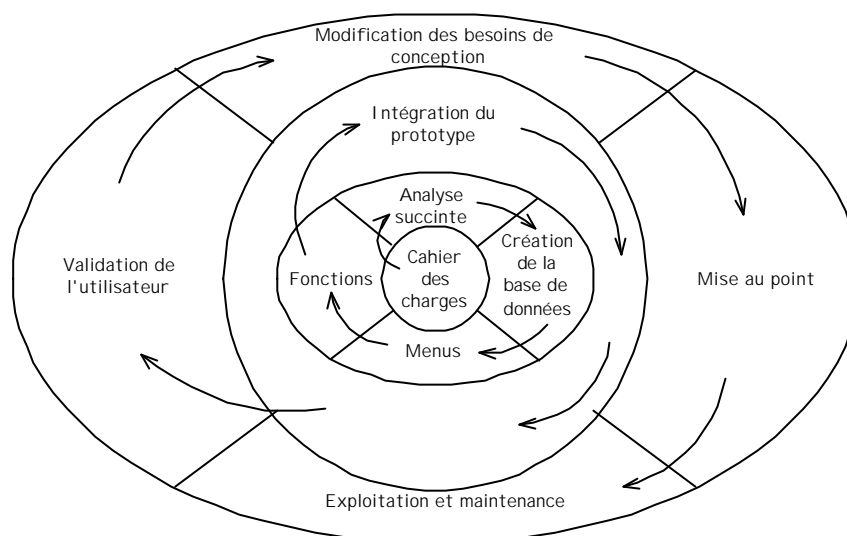 Modification des besoins de
conception
Intégration du
prototype
Analyse
succinte
Création
de la
base de
données
Cahier
des
charges
Fonctions
Menus
Validation de
l'utilisateur
Mise au point
Exploitation et maintenance